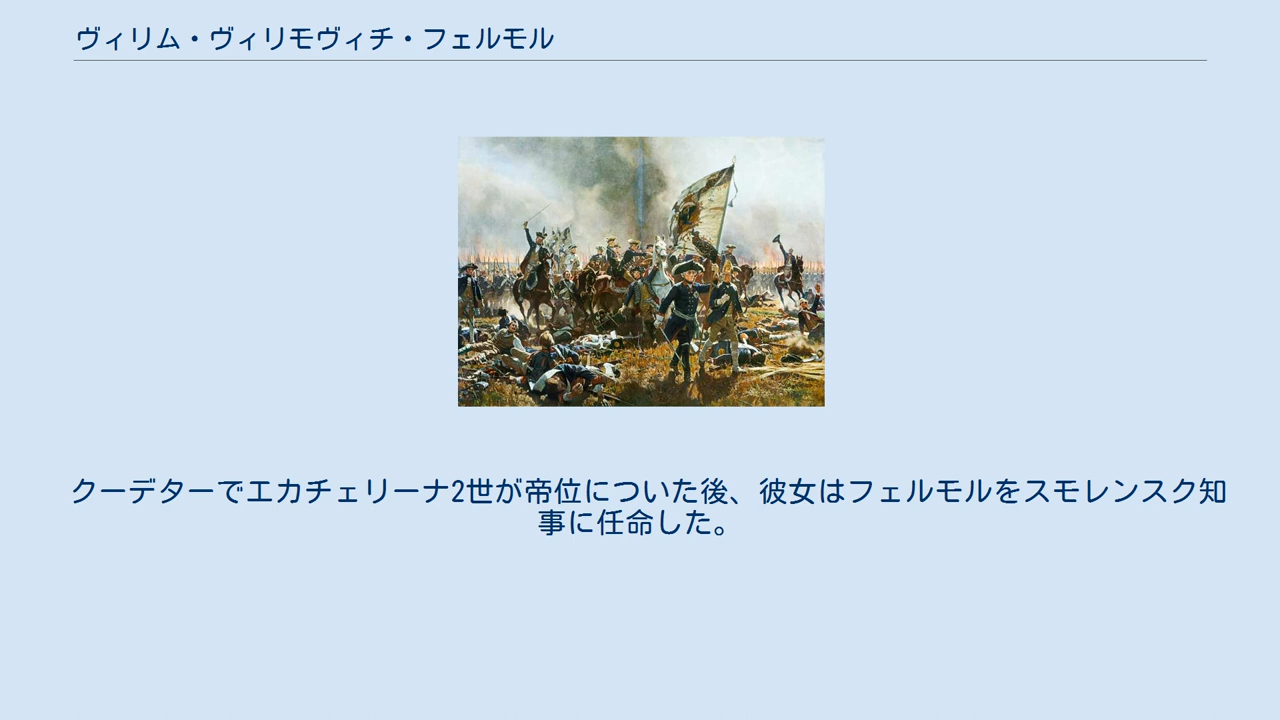 ヴィリム・ヴィリモヴィチ・フェルモル
クーデターでエカチェリーナ2世が帝位についた後、彼女はフェルモルをスモレンスク知
事に任命した。